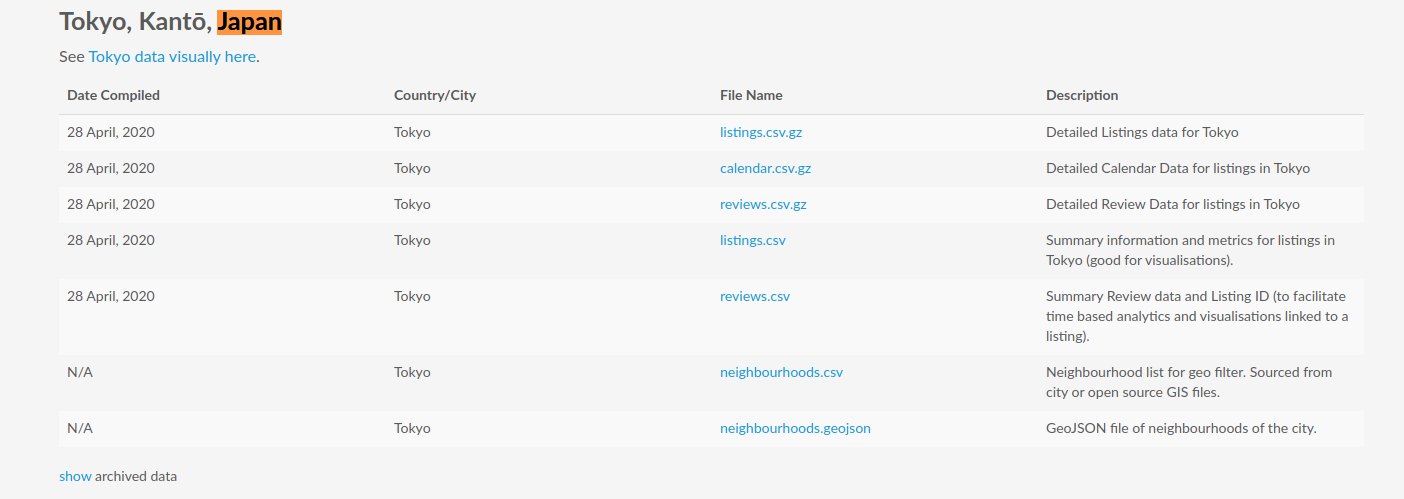 Tokyo, Kantō, Japan
See Tokyo data visually here.
Date Compiled Country/City File Name Description
28 April, 2020 Tokyo listings.csv.gz Detailed Listings data for Tokyo
28 April, 2020 Tokyo calendar.csv.gz Detailed Calendar Data for listings in Tokyo
28 April, 2020 Tokyo reviews.csv.gz Detailed Review Data for listings in Tokyo
28 April, 2020 Tokyo listings.csv Summary information and metrics for listings in
Tokyo (good for visualisations).
28 April, 2020 Tokyo reviews.csv Summary Review data and Listing ID (to facilitate
time based analytics and visualisations linked to a
listing).
N/A Tokyo neighbourhoods.csv Neighbourhood list for geo filter. Sourced from
city or open source GIS files.
N/A Tokyo neighbourhoods.geojson GeoJSON file of neighbourhoods of the city.
show archived data